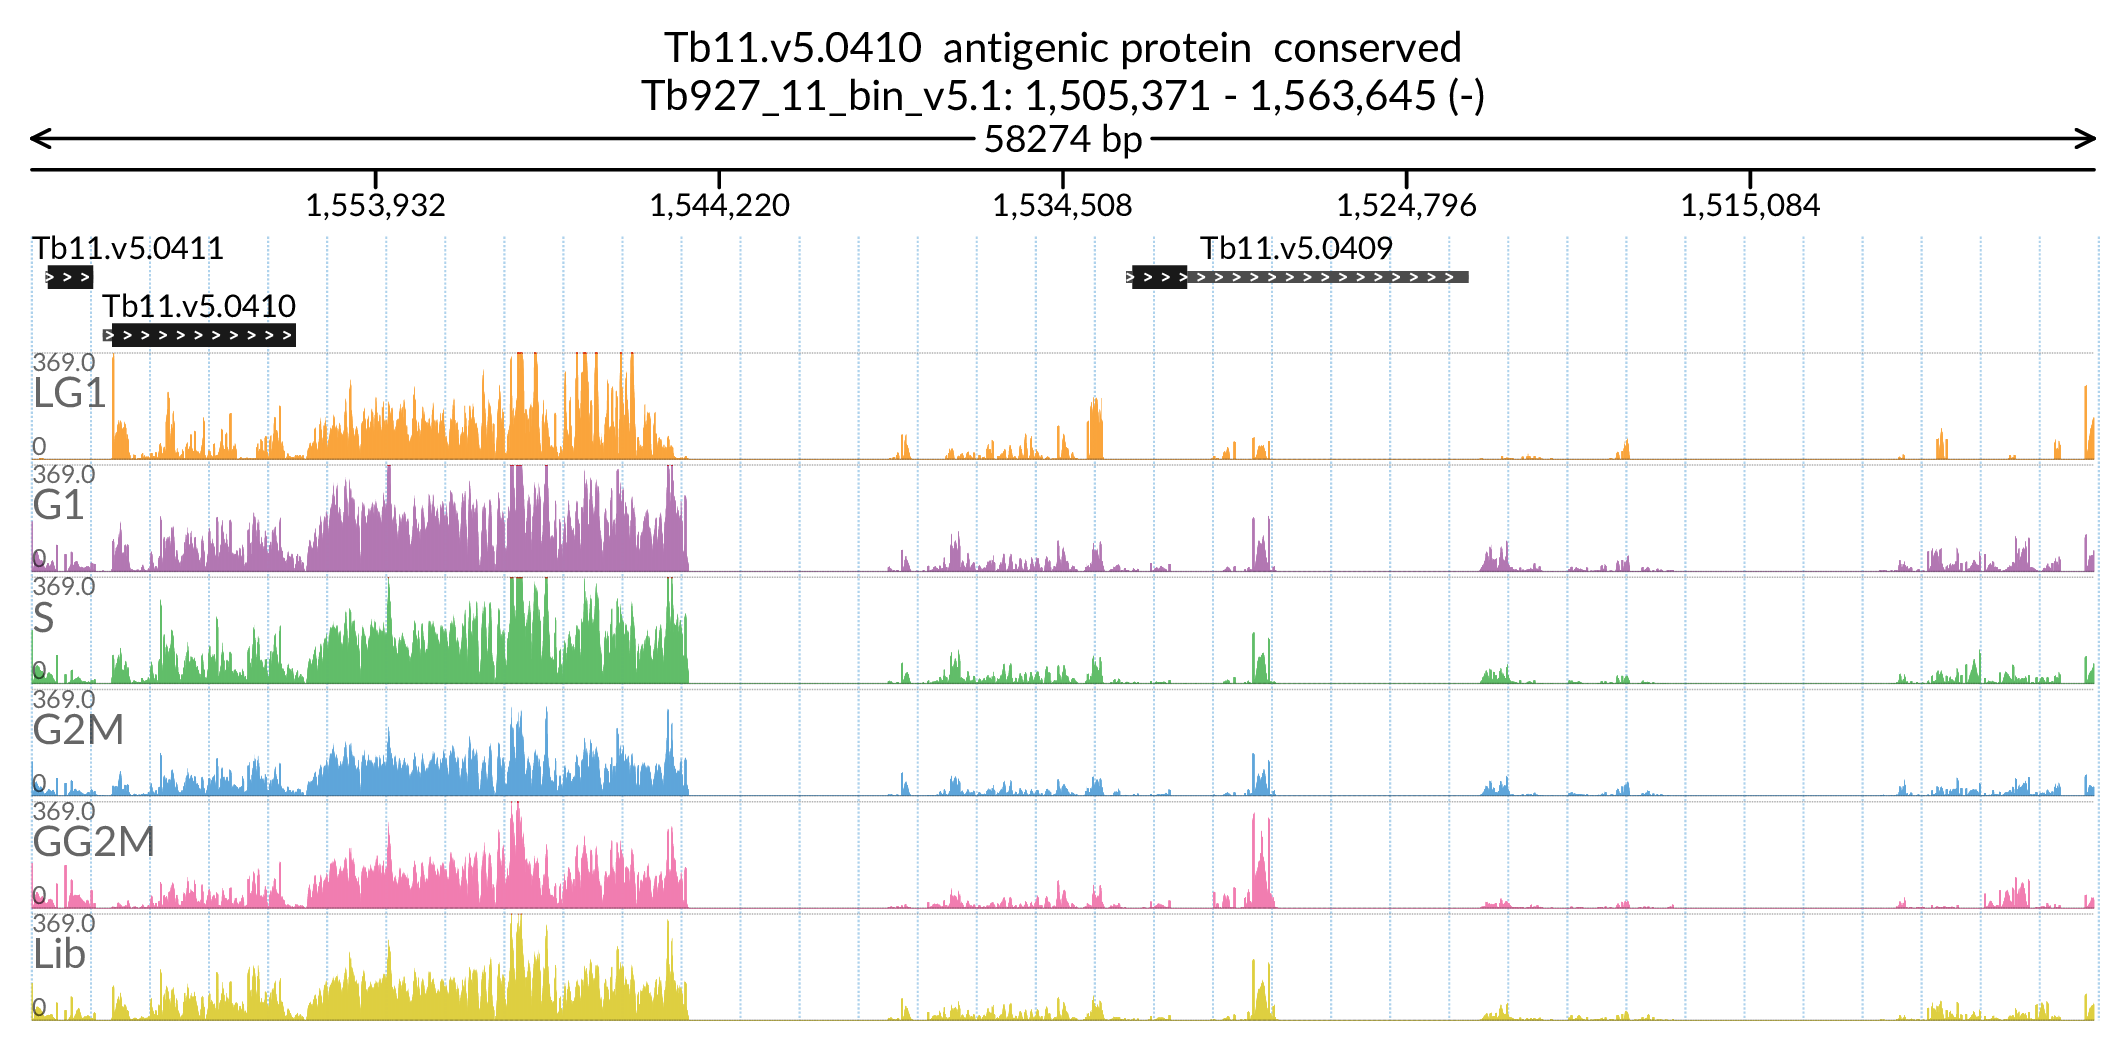 Tb11.v5.0410 antigenic protein conserved
Tb927_11_bin_v5.1: 1,505,371 - 1,563,645 (-)
58274 bp
1,553,932 1,544,220 1,534,508 1,524,796 1,515,084
Tb11.v5.0411 Tb11.v5.0409
Tb11.v5.0410
369.0
LG1
0
369.0
G1
0
369.0
S
0
369.0
G2M
0
369.0
GG2M
0
369.0
Lib
0